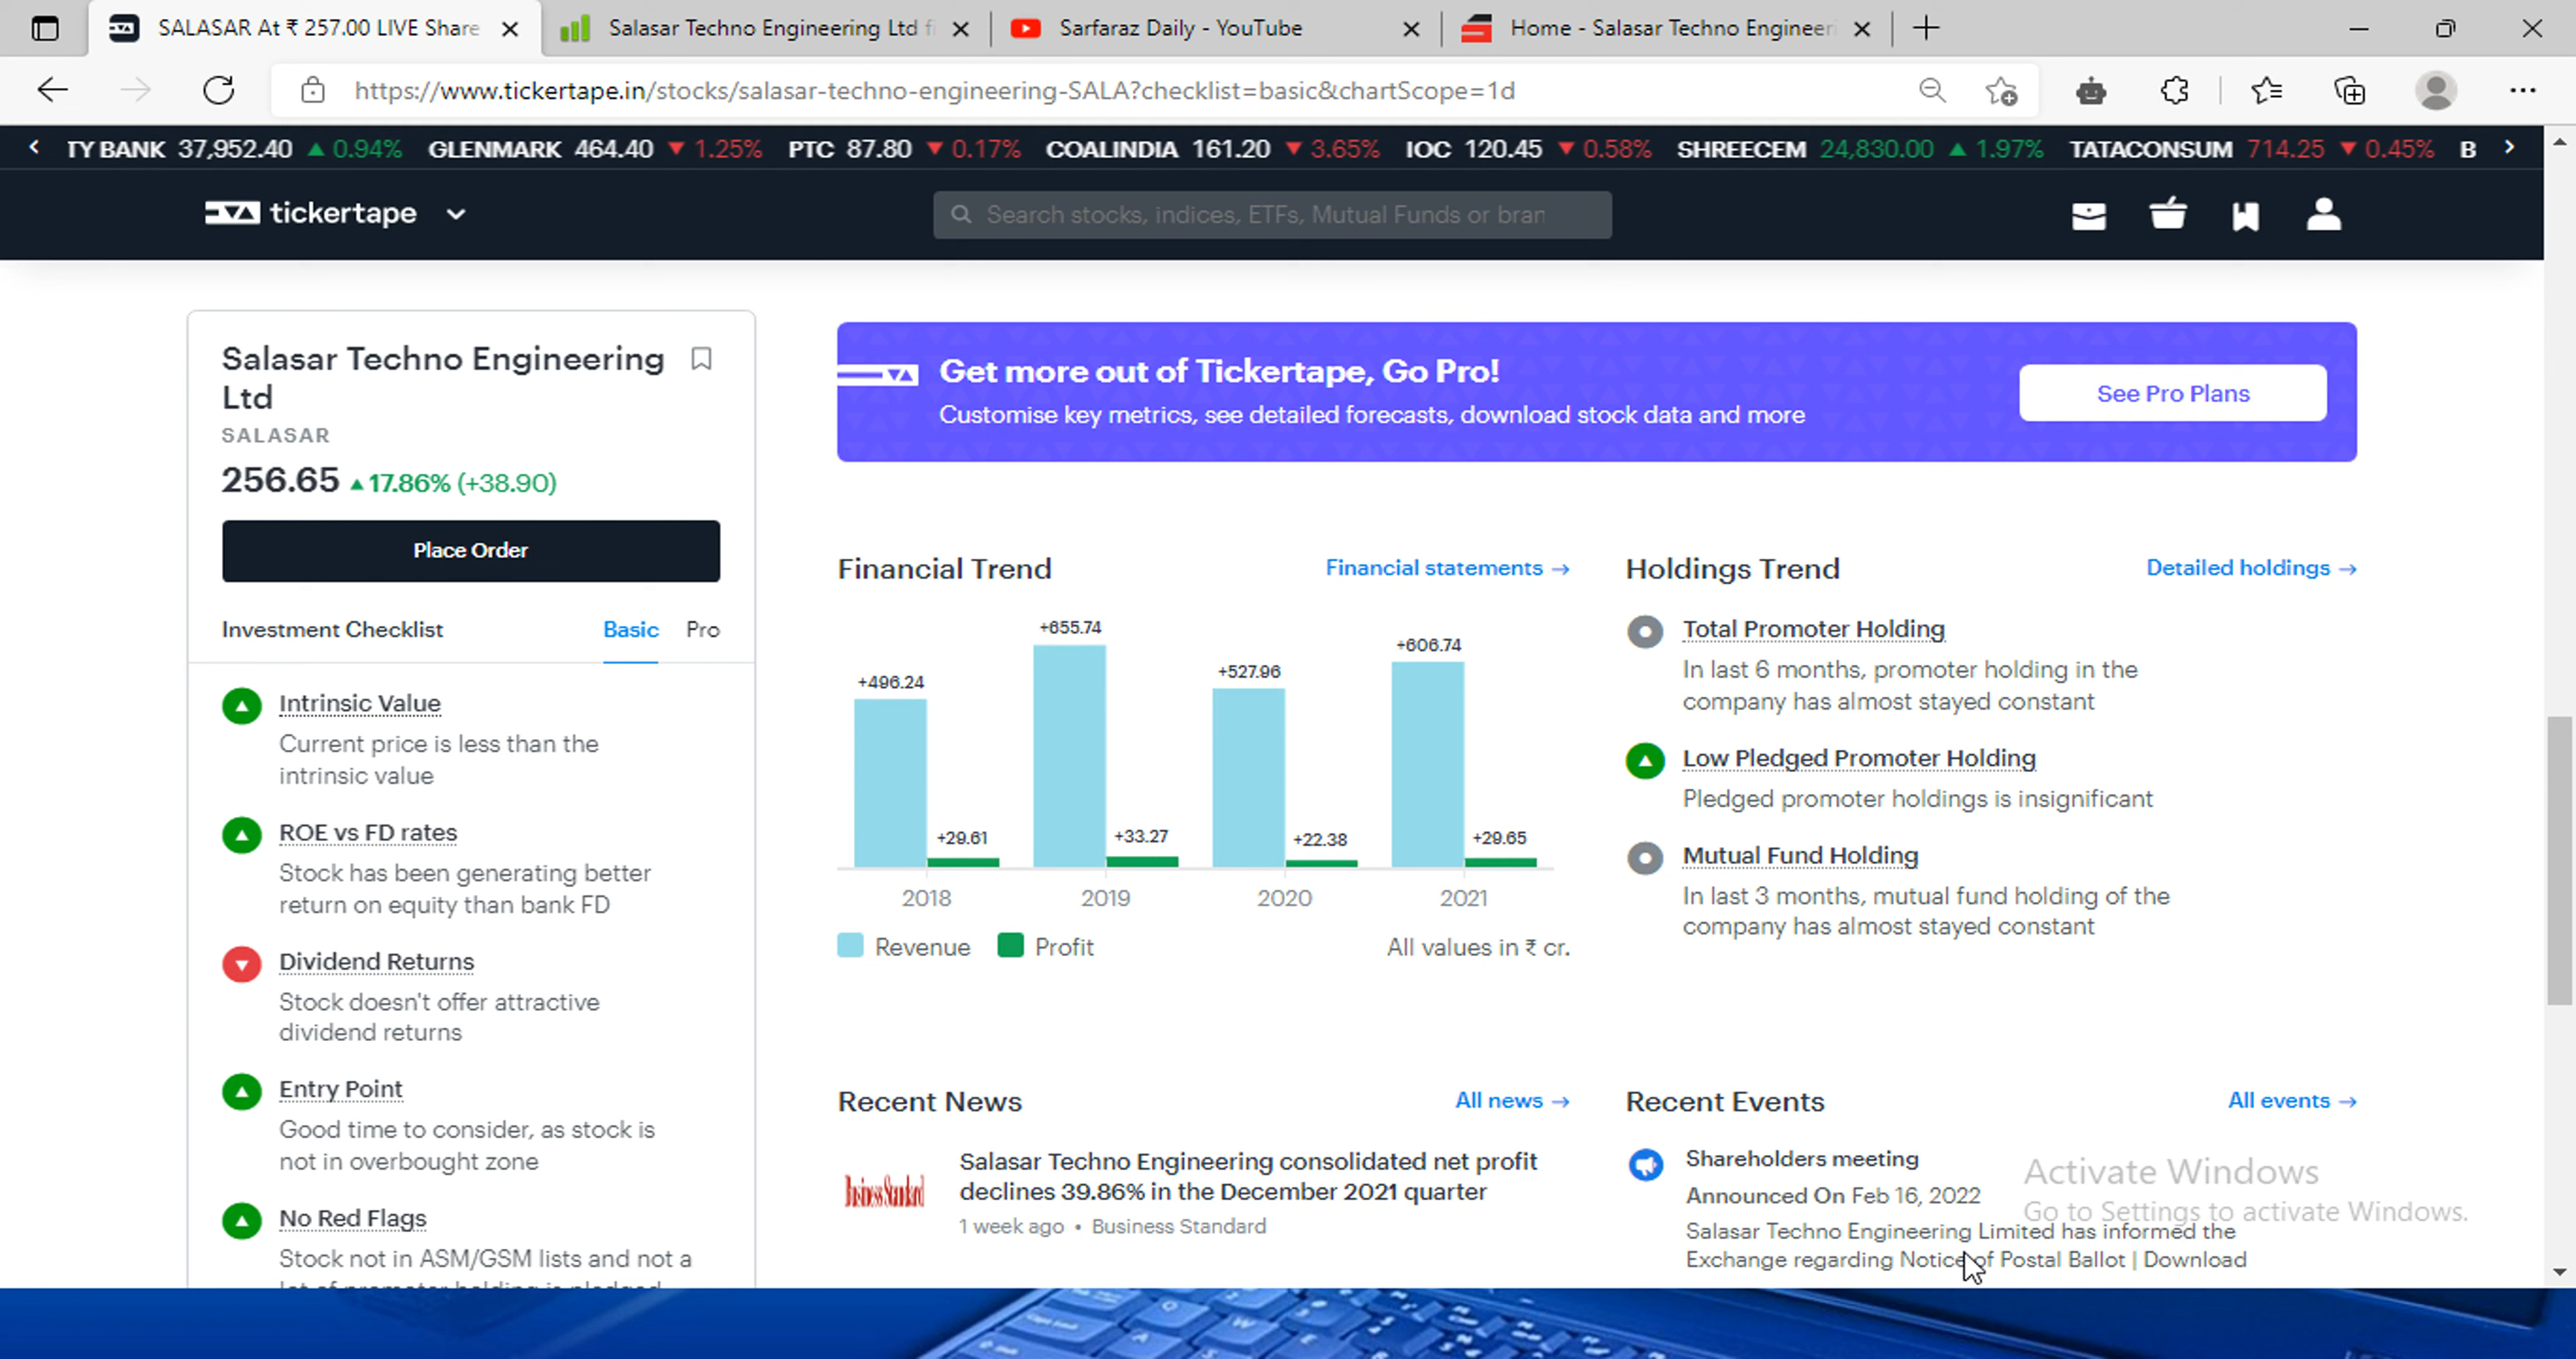 SALASAR At ₹ 257.00 LIVE Share
Salasar Techno Engineering Ltd fi
Sarfaraz Daily - YouTube
Home - Salasar Techno Engineeri
https://www.tickertape.in/stocks/salasar-techno-engineering-SALA?checklist=basic&chartScope=1d
TY BANK 37,952.40 ▲ 0.94% GLENMARK 464.40 ▼ 1.25% PTC 87.80 ▼ 0.17% COALINDIA 161.20 ▼ 3.65% IOC 120.45 ▼ 0.58% SHREECEM 24,830.00 ▲ 1.97% TATACONSUM 714.25 ▼ 0.45% B
tickertape
Search stocks, indices, ETFs, Mutual Funds or bran
Salasar Techno Engineering
Ltd
SALASAR
256.65 ▲ 17.86% (+38.90)
Place Order
Investment Checklist Basic Pro
Intrinsic Value
Current price is less than the
intrinsic value
ROE vs FD rates
Stock has been generating better
return on equity than bank FD
Dividend Returns
Stock doesn't offer attractive
dividend returns
Entry Point
Good time to consider, as stock is
not in overbought zone
No Red Flags
Stock not in ASM/GSM lists and not a
lot of promoter holding is pledged
Get more out of Tickertape, Go Pro!
Customise key metrics, see detailed forecasts, download stock data and more
See Pro Plans
Financial Trend
Financial statements →
+496.24
+29.61
+655.74
+33.27
+527.96
+22.38
+606.74
+29.65
2018 2019 2020 2021
Revenue Profit All values in ₹ cr.
Holdings Trend
Detailed holdings →
Total Promoter Holding
In last 6 months, promoter holding in the
company has almost stayed constant
Low Pledged Promoter Holding
Pledged promoter holdings is insignificant
Mutual Fund Holding
In last 3 months, mutual fund holding of the
company has almost stayed constant
Recent News
All news →
Business Standard
Salasar Techno Engineering consolidated net profit
declines 39.86% in the December 2021 quarter
1 week ago • Business Standard
Recent Events
All events →
Shareholders meeting
Announced On Feb 16, 2022
Salasar Techno Engineering Limited has informed the
Exchange regarding Notice of Postal Ballot | Download
Activate Windows
Go to Settings to activate Windows.